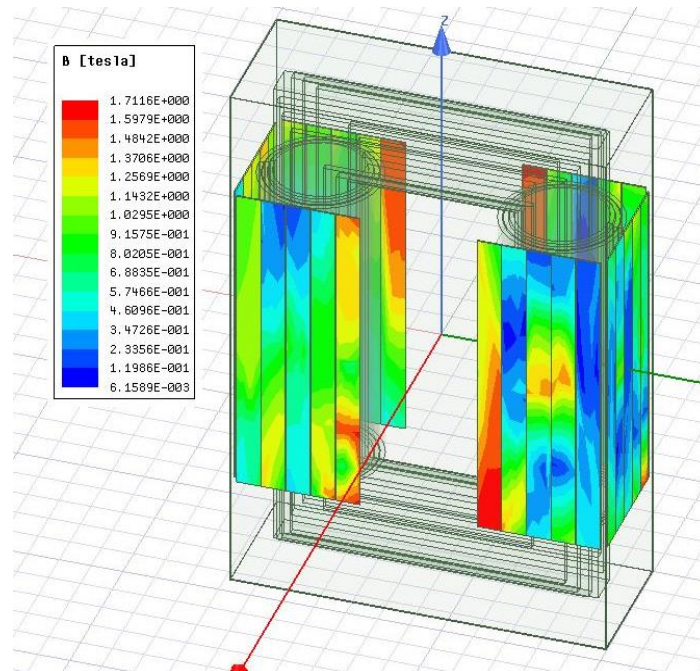 Z
B [tesla]
1.7116E+000
1.5979E+000
1.4842E+000
1.3706E+000
1.2569E+000
1.1432E+000
1.0295E+000
9.1575E-001
8.0205E-001
6.8835E-001
5.7466E-001
4.6096E-001
3.4726E-001
2.3356E-001
1.1986E-001
6.1589E-003